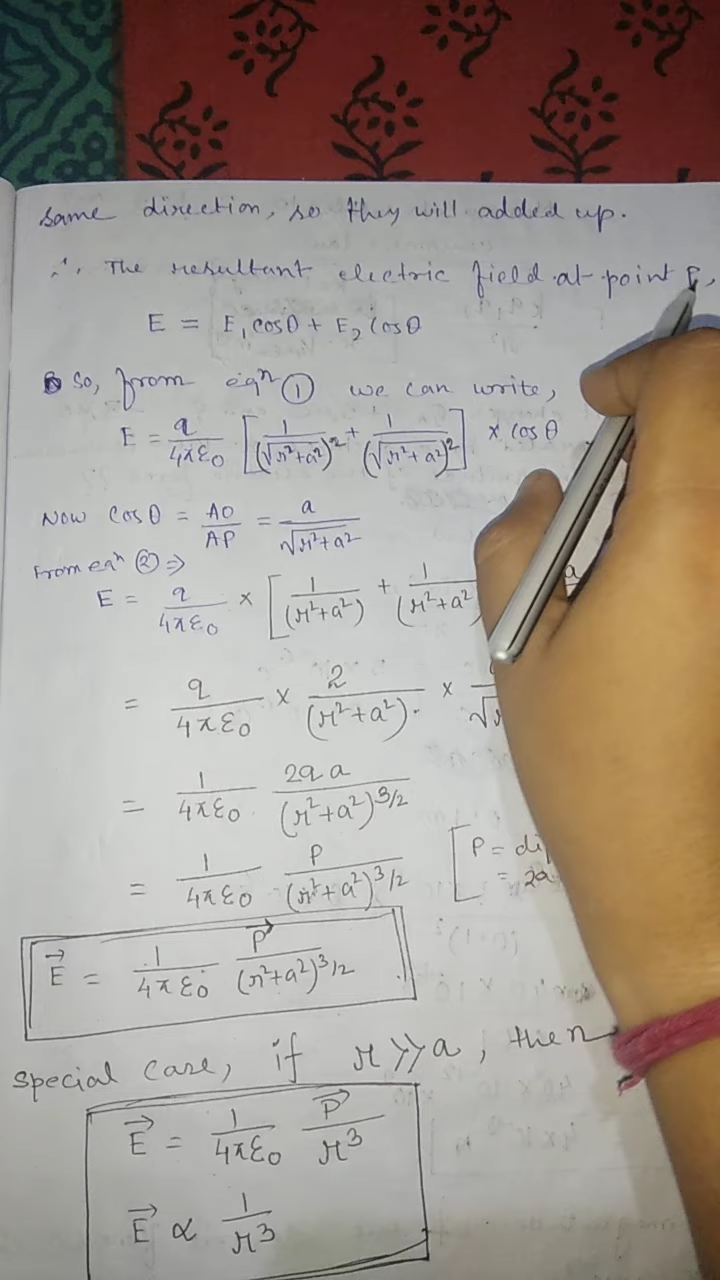 same direction, so they will added up.
∴ The resultant electric field at point P,
E = E₁ cosθ + E₂ cosθ
so, from eqⁿ ① we can write,
E = q/4πε₀ [1/(√r²+a²)² + 1/(√r²+a²)²] × cosθ
Now cosθ = AO/AP = a/√r²+a²
From eqⁿ ② ⇒
E = q/4πε₀ × [1/(r²+a²) + 1/(r²+a²)
= q/4πε₀ × 2/(r²+a²) ×
= 1/4πε₀ 2qa/(r²+a²)^3/2
= 1/4πε₀ P/(r²+a²)^3/2 [P =
= 2a
E⃗ = 1/4πε₀ P⃗/(r²+a²)^3/2
special case, if r>>a, then
E⃗ = 1/4πε₀ P⃗/r³
E⃗ ∝ 1/r³